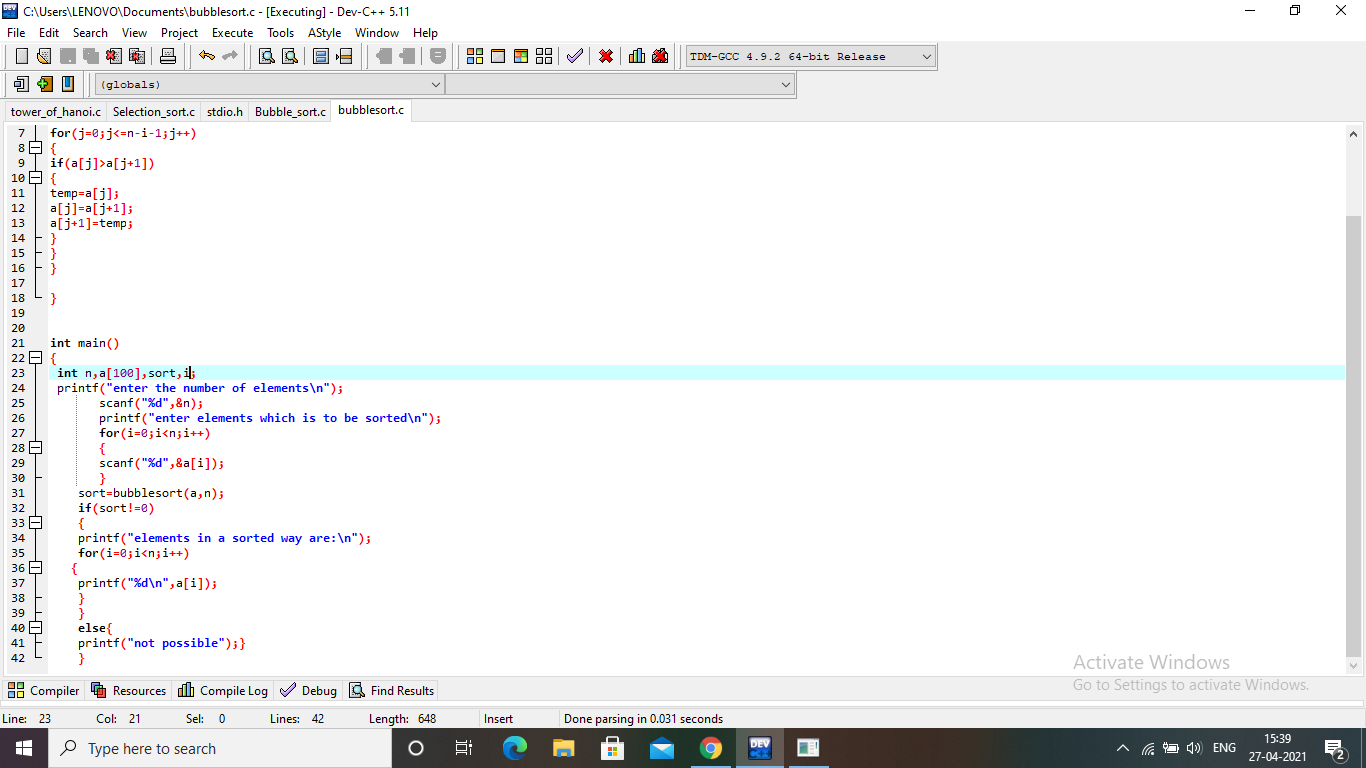 C:\Users\LENOVO\Documents\bubblesort.c - [Executing] - Dev-C++ 5.11
File Edit Search View Project Execute Tools AStyle Window Help
TDM-GCC 4.9.2 64-bit Release
(globals)
tower_of_hanoi.c Selection_sort.c stdio.h Bubble_sort.c bubblesort.c
7 for(j=0;j<=n-i-1;j++)
8 {
9 if(a[j]>a[j+1])
10 {
11 temp=a[j];
12 a[j]=a[j+1];
13 a[j+1]=temp;
14 }
15 }
16 }
17
18 }
19
20
21 int main()
22 {
23 int n,a[100],sort,i;
24 printf("enter the number of elements\n");
25 scanf("%d",&n);
26 printf("enter elements which is to be sorted\n");
27 for(i=0;i<n;i++)
28 {
29 scanf("%d",&a[i]);
30 }
31 sort=bubblesort(a,n);
32 if(sort!=0)
33 {
34 printf("elements in a sorted way are:\n");
35 for(i=0;i<n;i++)
36 {
37 printf("%d\n",a[i]);
38 }
39 }
40 else{
41 printf("not possible");}
42 }
Activate Windows
Go to Settings to activate Windows.
Compiler Resources Compile Log Debug Find Results
Line: 23 Col: 21 Sel: 0 Lines: 42 Length: 648 Insert Done parsing in 0.031 seconds
Type here to search
DEV
ENG
15:39
27-04-2021
2